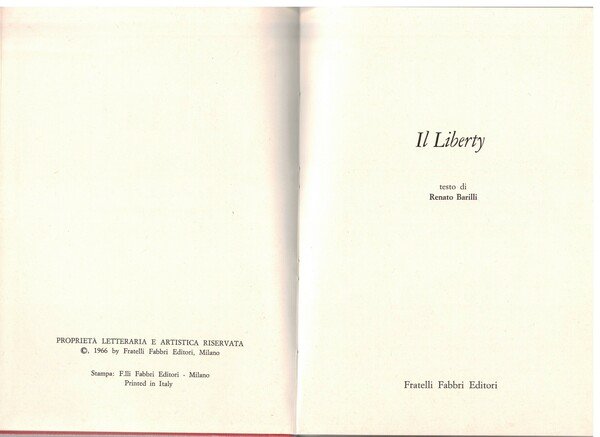 PROPRIETÀ LETTERARIA E ARTISTICA RISERVATA
©, 1966 by Fratelli Fabbri Editori, Milano
Stampa: F.lli Fabbri Editori - Milano
Printed in Italy
Il Liberty
testo di
Renato Barilli
Fratelli Fabbri Editori